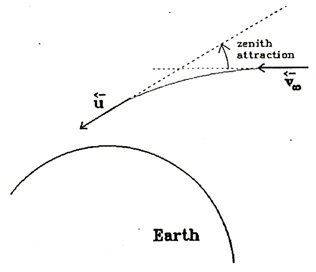 zenith
attraction
v∞
u
Earth